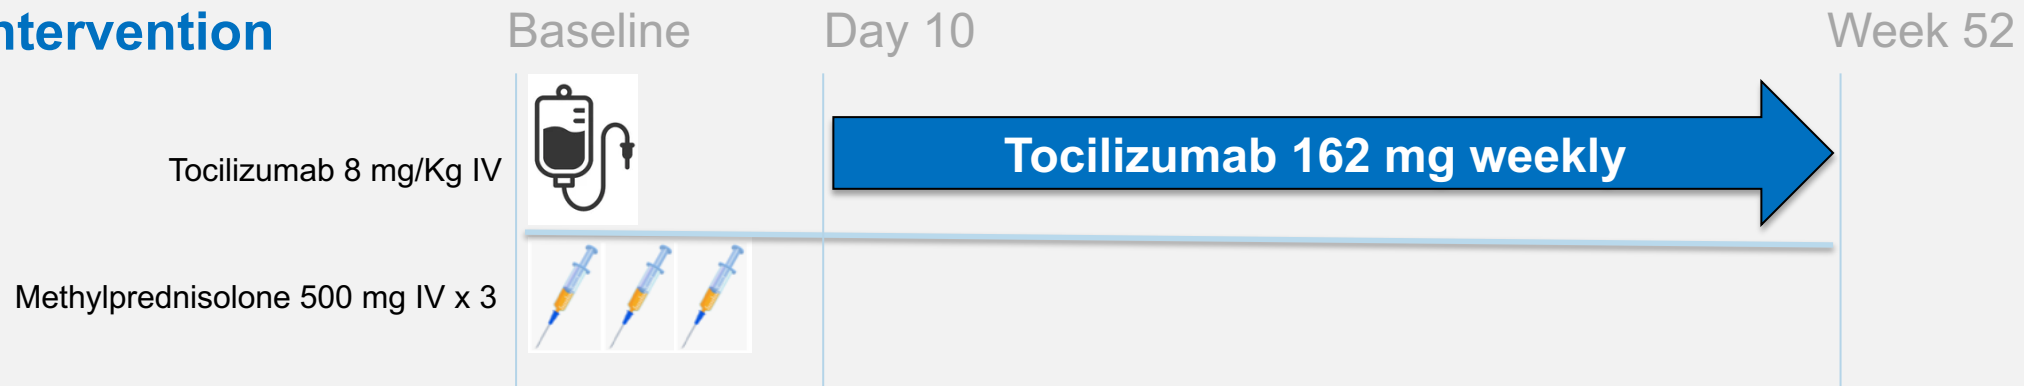 ntervention
Baseline
Day 10
Week 52
Tocilizumab 8 mg/Kg IV
Tocilizumab 162 mg weekly
Methylprednisolone 500 mg IV x 3